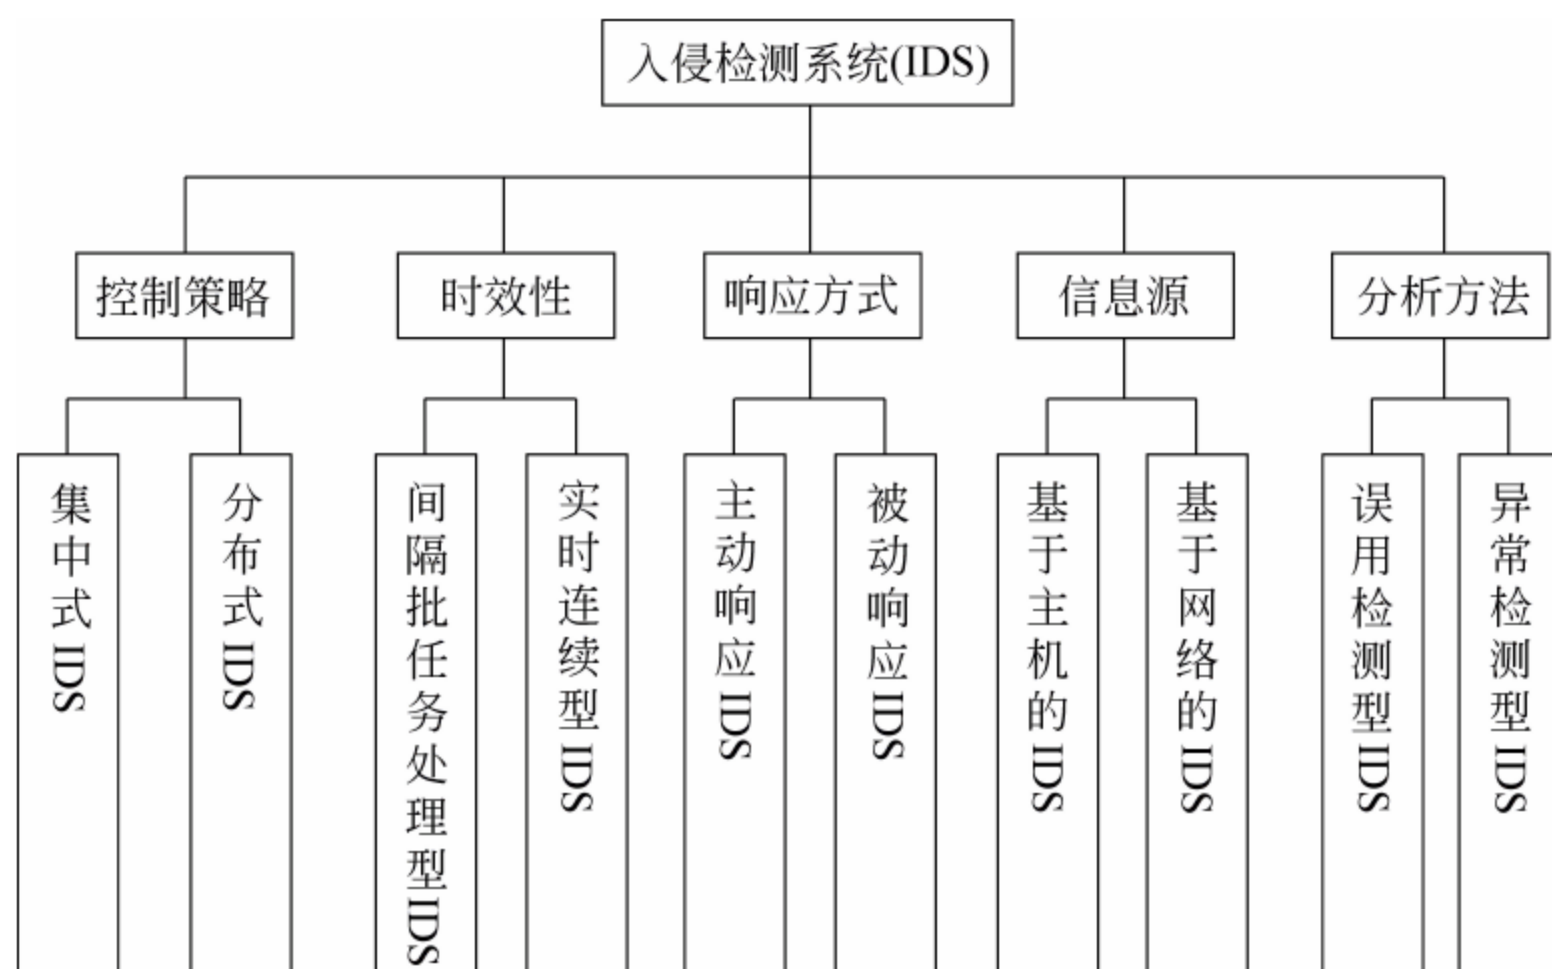 入侵检测系统(IDS)
控制策略
时效性
响应方式
信息源
分析方法
集中式IDS
分布式IDS
间隔批任务处理型IDS
实时连续型IDS
主动响应IDS
被动响应IDS
基于主机的IDS
基于网络的IDS
误用检测型IDS
异常检测型IDS